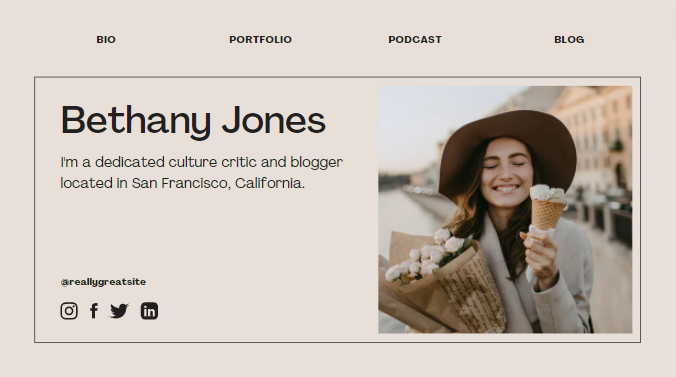 BIO
PORTFOLIO
PODCAST
BLOG
Bethany Jones
I'm a dedicated culture critic and blogger
located in San Francisco, California.
@reallygreatsite